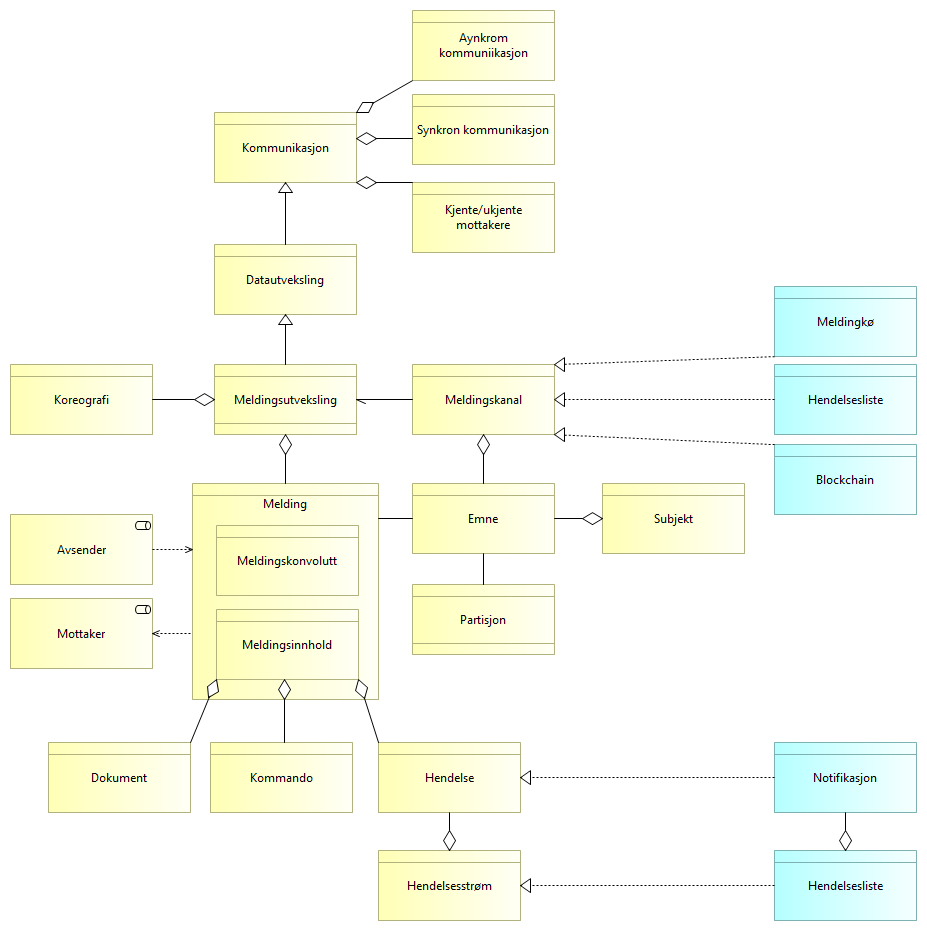 Aynkrom
kommuniikasjon
Synkron kommunikasjon
Kommunikasjon
Kjente/ukjente
mottakere
Datautveksling
Meldingkø
Koreografi
Meldingsutveksling
Meldingskanal
Hendelsesliste
Blockchain
Melding
Emne
Subjekt
Avsender
Meldingskonvolutt
Mottaker
Meldingsinnhold
Partisjon
Dokument
Kommando
Hendelse
Notifikasjon
Hendelsesstrøm
Hendelsesliste